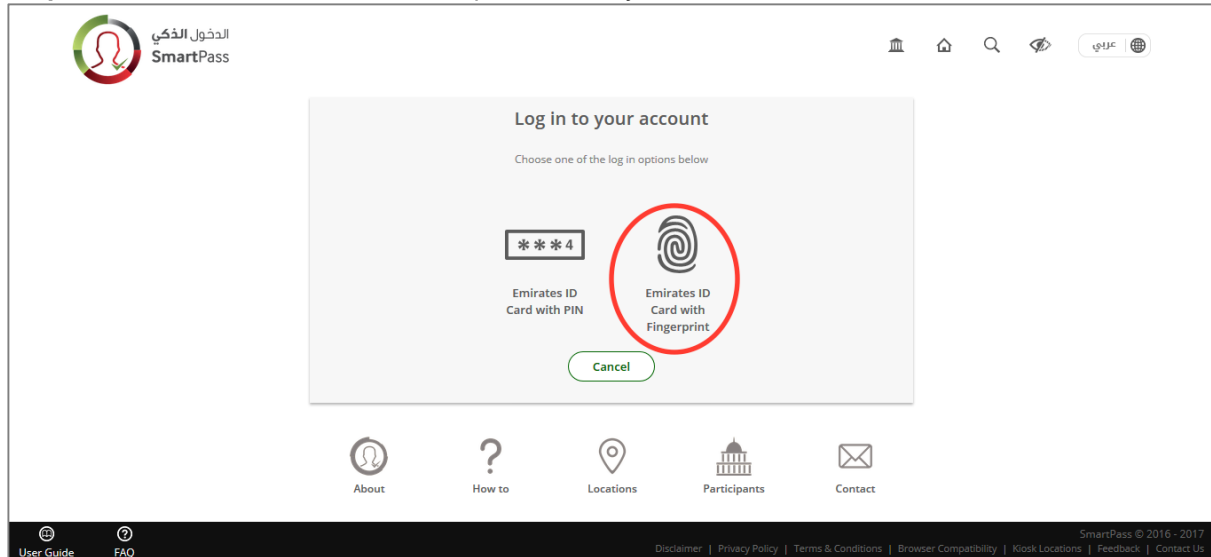 الدخول الذكي
SmartPass
عربي
Log in to your account
Choose one of the log in options below
***4
Emirates ID
Card with PIN
Emirates ID
Card with
Fingerprint
Cancel
About
How to
Locations
Participants
Contact
User Guide
FAQ
SmartPass © 2016 - 2017
Disclaimer | Privacy Policy | Terms & Conditions | Browser Compatibility | Kiosk Locations | Feedback | Contact Us